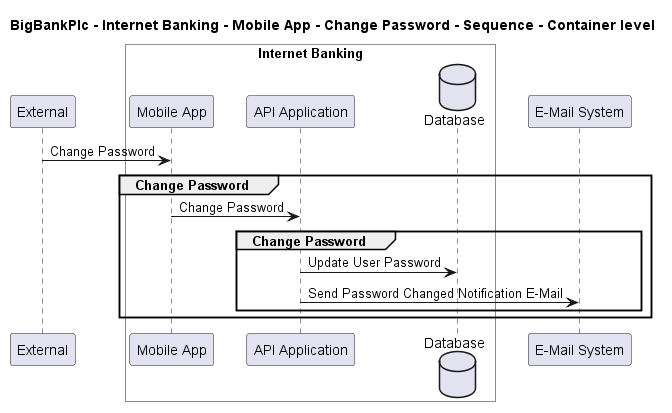 BigBankPlc - Internet Banking - Mobile App - Change Password - Sequence - Container level
Internet Banking
External
Mobile App
API Application
Database
E-Mail System
Change Password
Change Password
Change Password
Change Password
Update User Password
Send Password Changed Notification E-Mail
External
Mobile App
API Application
Database
E-Mail System